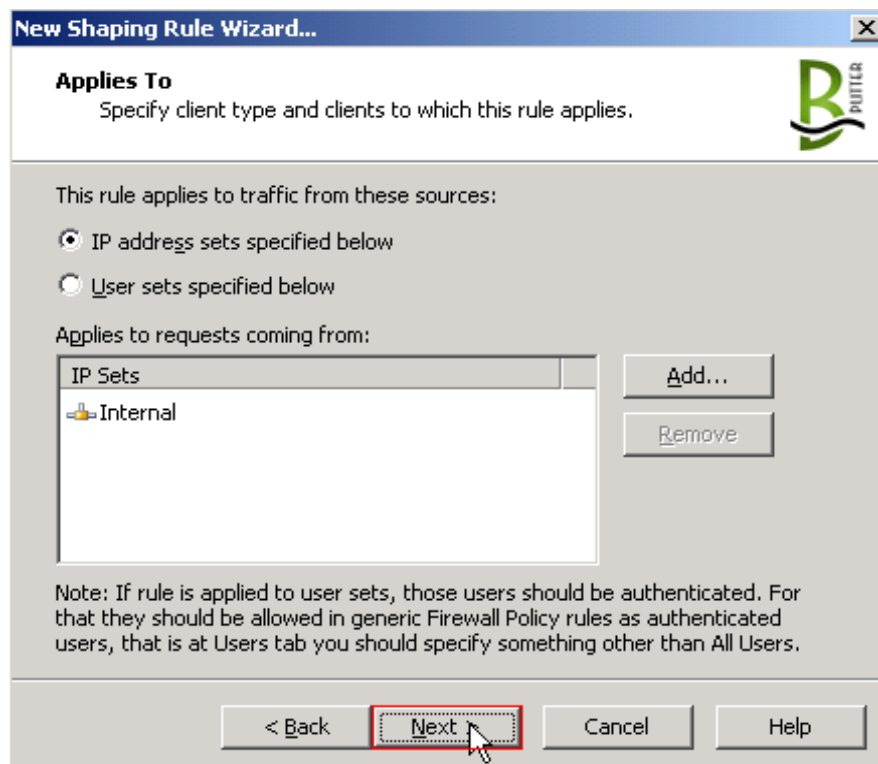 New Shaping Rule Wizard...
Applies To
Specify client type and clients to which this rule applies.
B PUTTER
This rule applies to traffic from these sources:
IP address sets specified below
User sets specified below
Applies to requests coming from:
IP Sets
Internal
Add...
Remove
Note: If rule is applied to user sets, those users should be authenticated. For
that they should be allowed in generic Firewall Policy rules as authenticated
users, that is at Users tab you should specify something other than All Users.
< Back
Next >
Cancel
Help